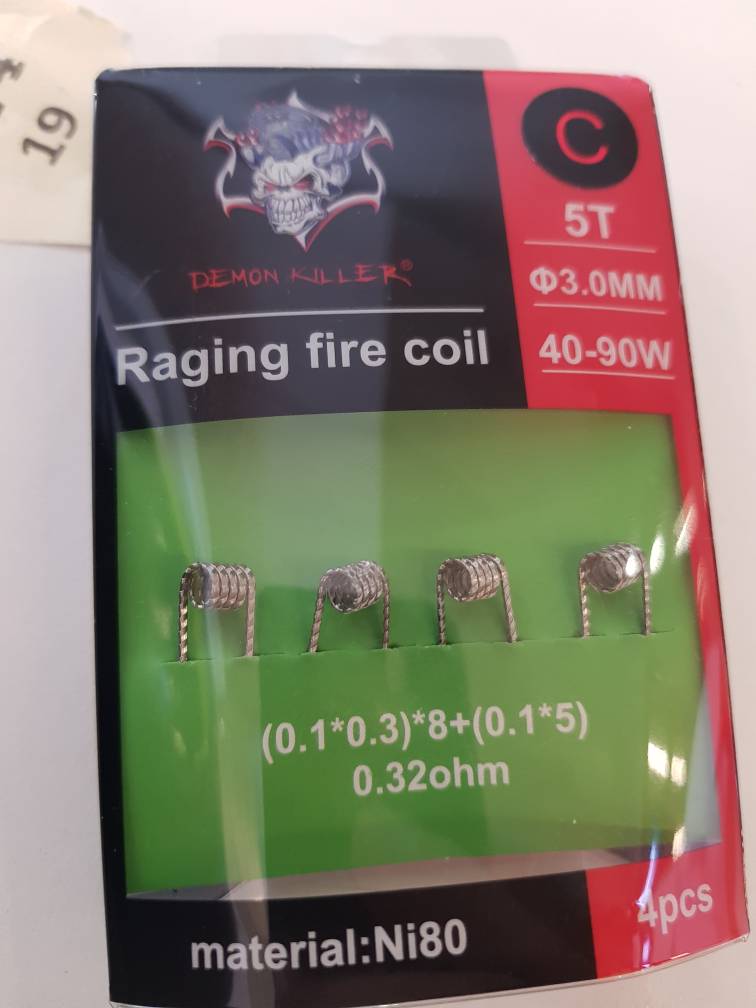 19
C
5T
Φ3.0MM
40-90W
DEMON KILLER®
Raging fire coil
(0.1*0.3)*8+(0.1*5)
0.32ohm
material:Ni80
4pcs